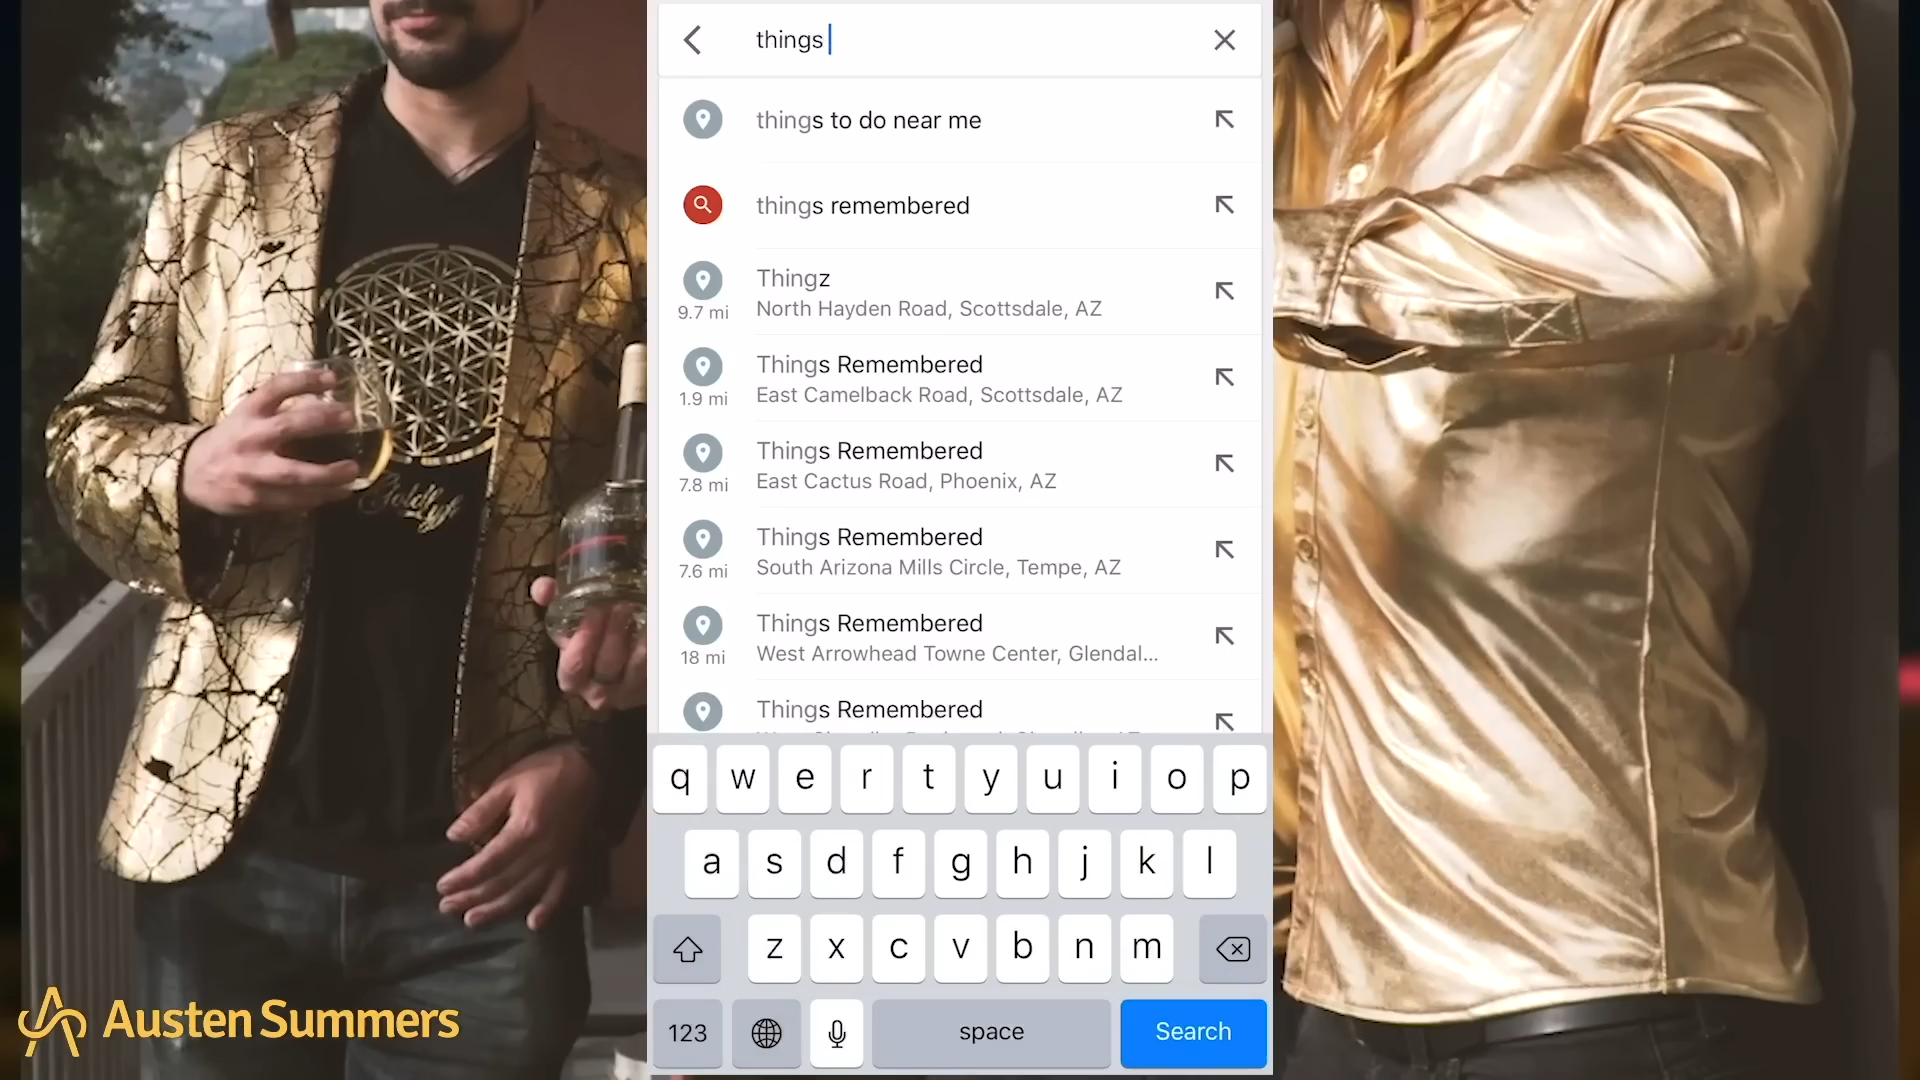 things
things to do near me
things remembered
Thingz
9.7 mi
North Hayden Road, Scottsdale, AZ
Things Remembered
1.9 mi
East Camelback Road, Scottsdale, AZ
Things Remembered
7.8 mi
East Cactus Road, Phoenix, AZ
Things Remembered
7.6 mi
South Arizona Mills Circle, Tempe, AZ
Things Remembered
18 mi
West Arrowhead Towne Center, Glendal...
Things Remembered
q w e r t y u i o p
a s d f g h j k l
z x c v b n m
123 space Search
Austen Summers